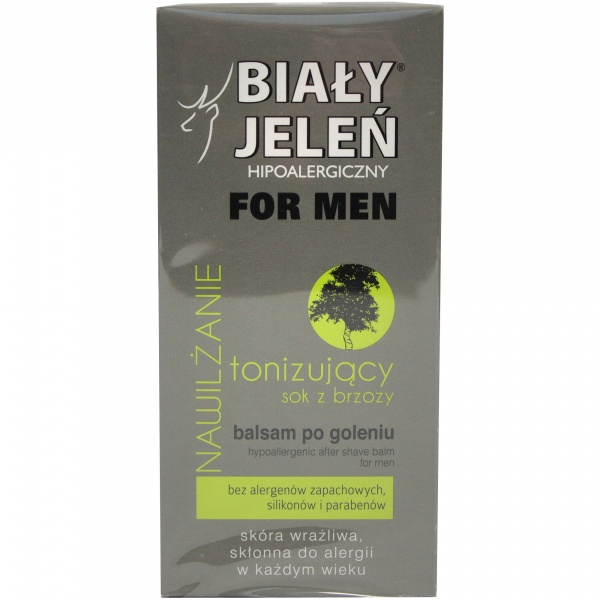 BIAŁY®
JELEŃ
HIPOALERGICZNY
FOR MEN
NAWILŻANIE
tonizujący
sok z brzozy
balsam po goleniu
hypoallergenic after shave balm
for men
bez alergenów zapachowych,
silikonów i parabenów
skóra wrażliwa,
skłonna do alergii
w każdym wieku